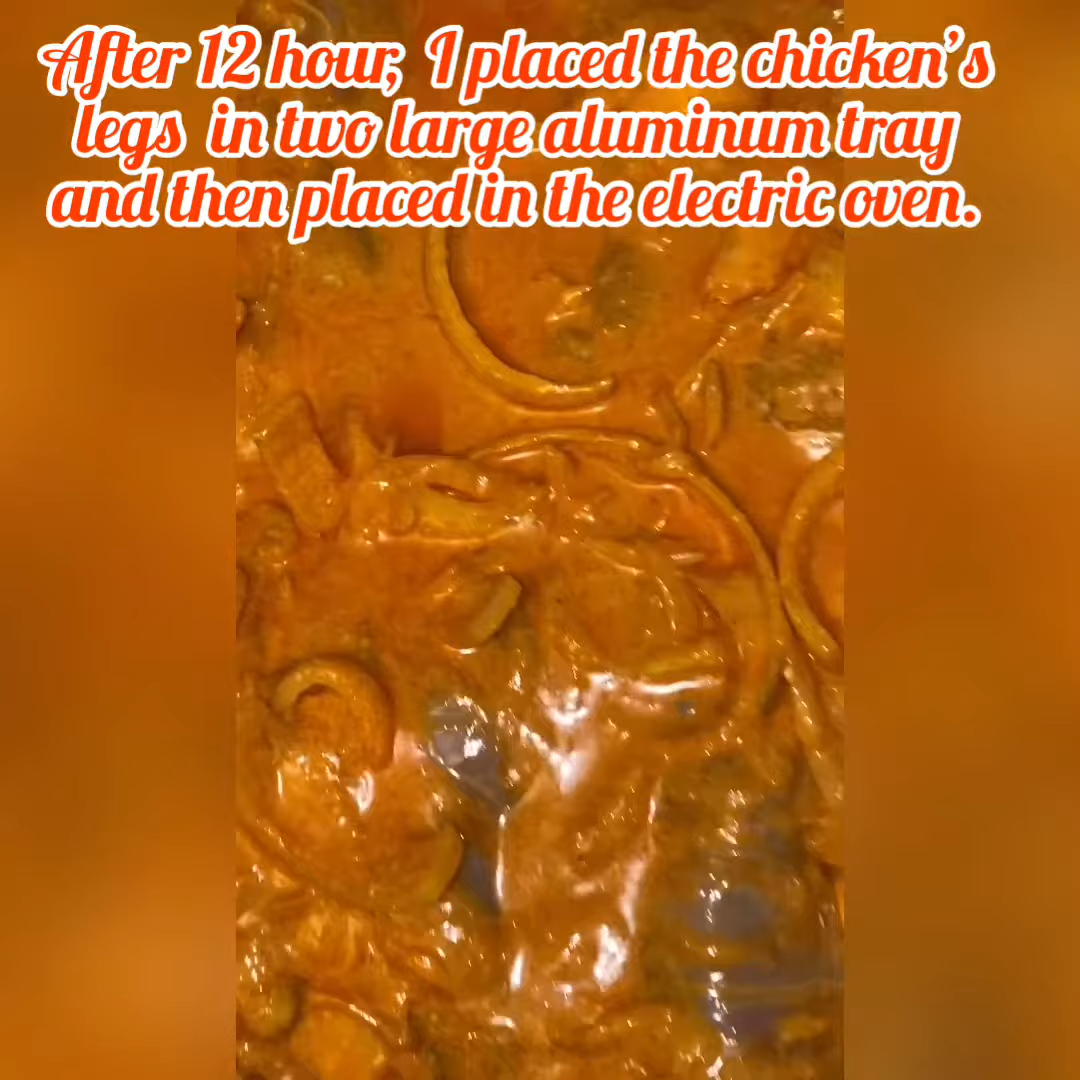 After 12 hour, I placed the chicken's
legs in two large aluminum tray
and then placed in the electric oven.